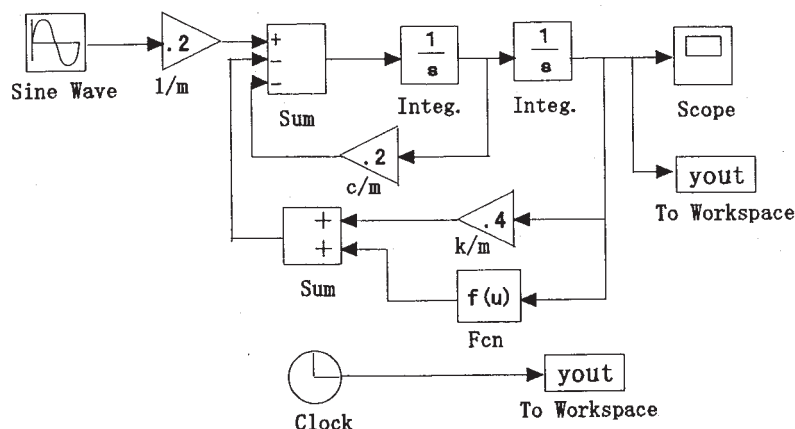 .2
+
−
−
1
s
1
s
Sine Wave
1/m
Sum
Integ.
Integ.
Scope
.2
c/m
yout
To Workspace
+
+
.4
k/m
Sum
f(u)
Fcn
yout
Clock
To Workspace